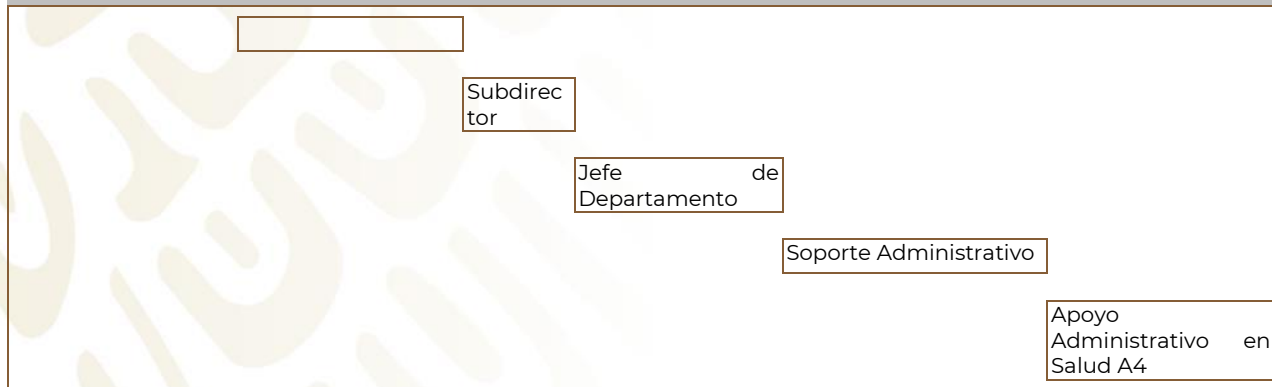 Subdirec
tor
Jefe de
Departamento
Soporte Administrativo
Apoyo
Administrativo en
Salud A4